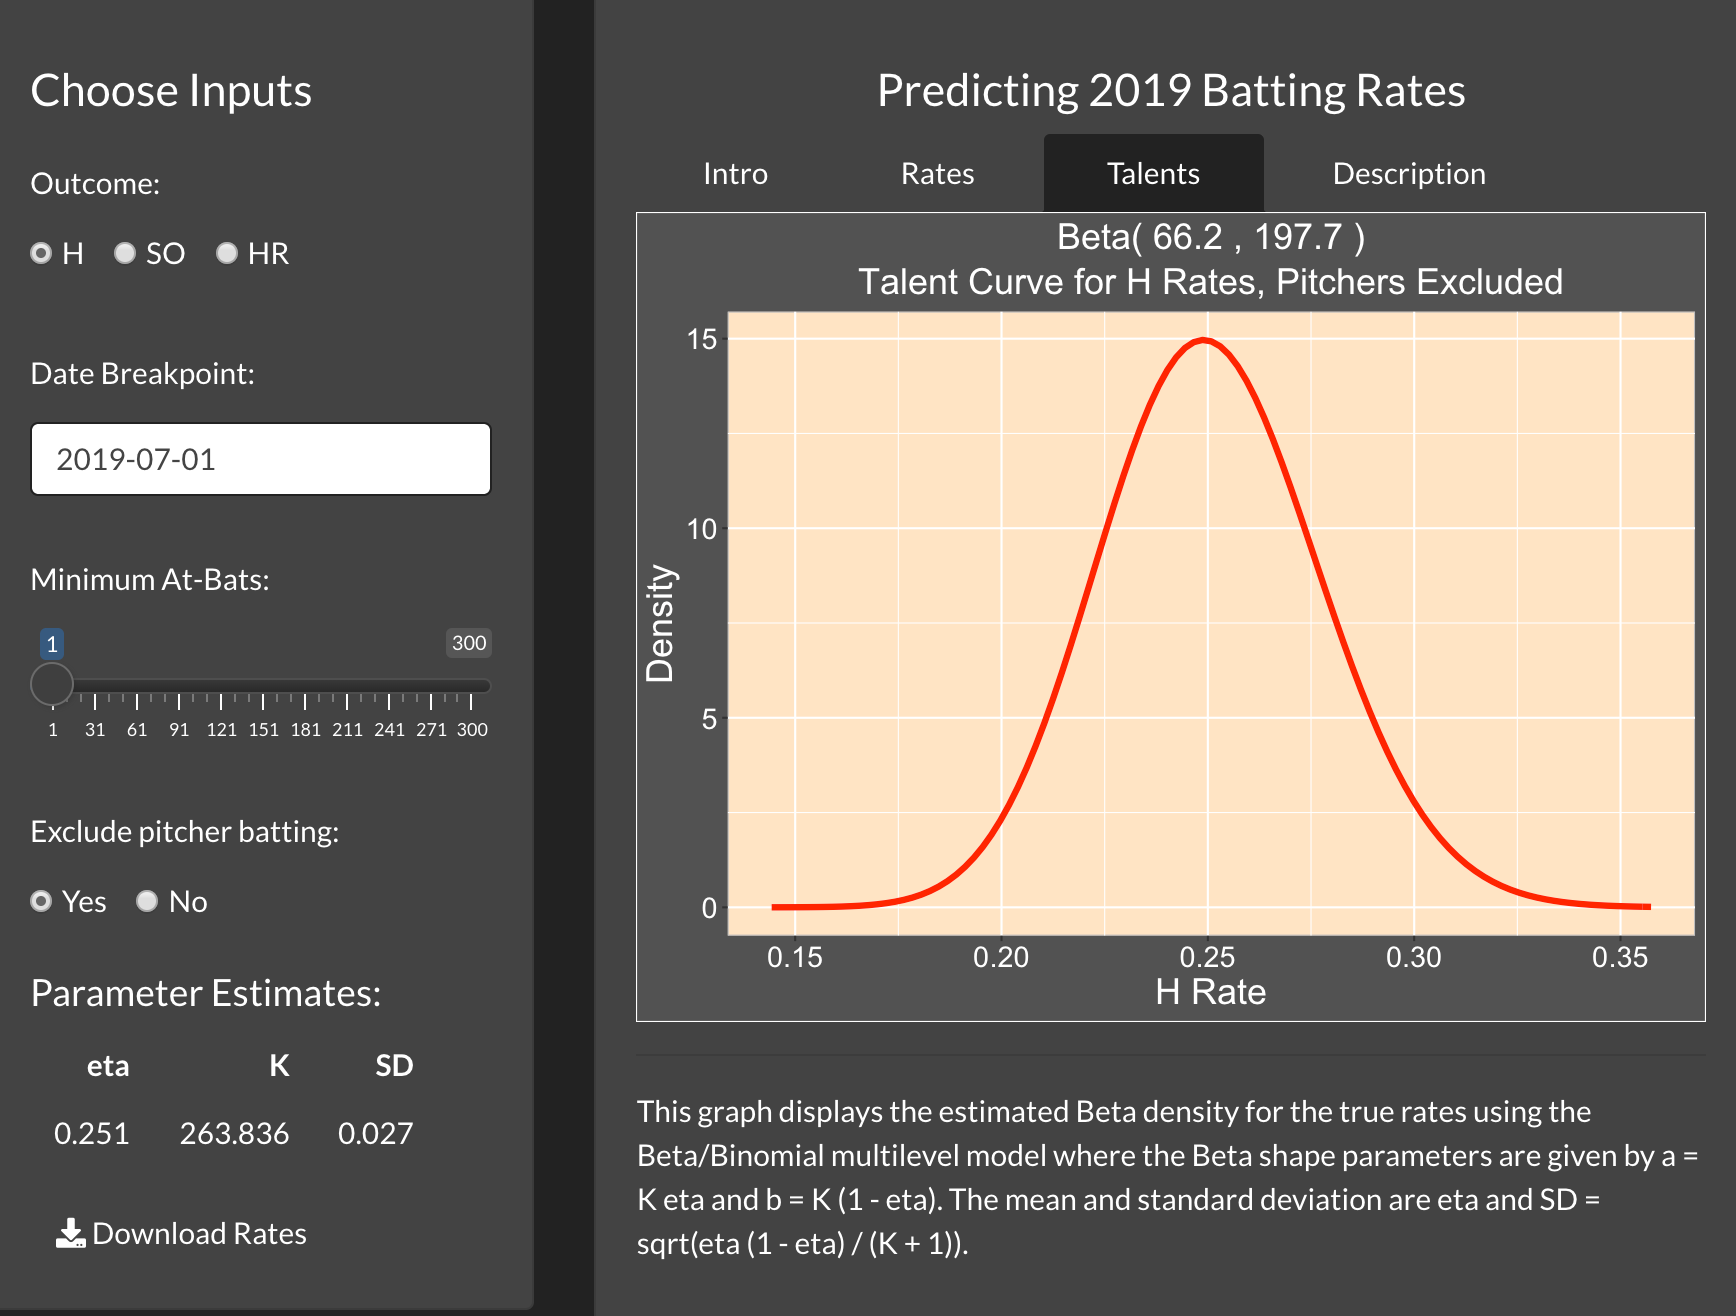 Choose Inputs
Outcome:
H SO HR
Date Breakpoint:
2019-07-01
Minimum At-Bats:
1 300
1 31 61 91 121 151 181 211 241 271 300
Exclude pitcher batting:
Yes No
Parameter Estimates:
eta K SD
0.251 263.836 0.027
Download Rates
Predicting 2019 Batting Rates
Intro Rates Talents Description
Beta( 66.2 , 197.7 )
Talent Curve for H Rates, Pitchers Excluded
15
10
5
0
Density
0.15 0.20 0.25 0.30 0.35
H Rate
This graph displays the estimated Beta density for the true rates using the
Beta/Binomial multilevel model where the Beta shape parameters are given by a =
K eta and b = K (1 - eta). The mean and standard deviation are eta and SD =
sqrt(eta (1 - eta) / (K + 1)).